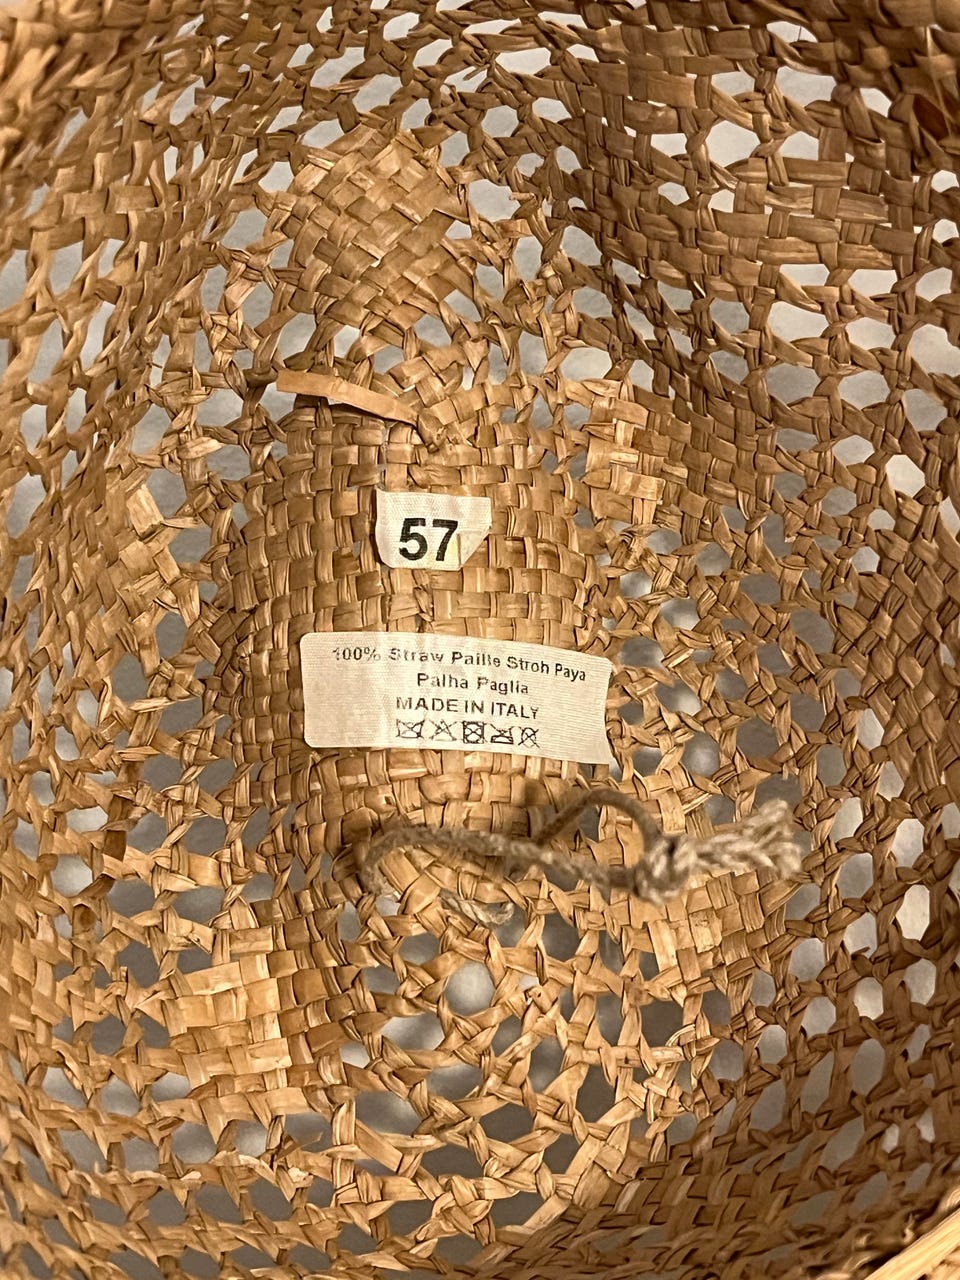 57
100% Straw Paille Stroh Paya
Palha Paglia
MADE IN ITALY